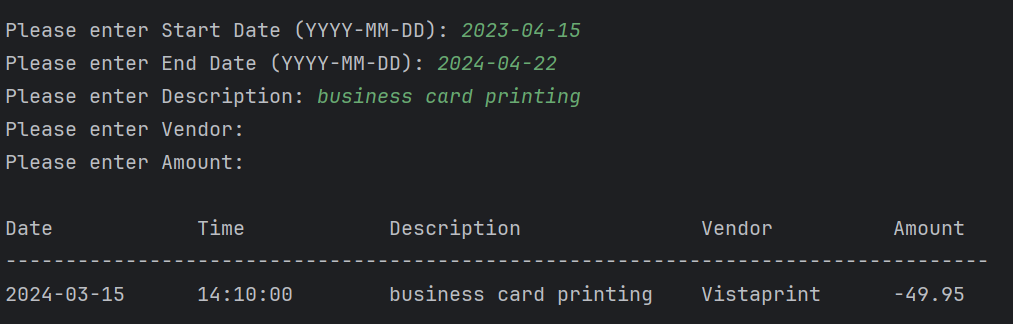 Please enter Start Date (YYYY-MM-DD): 2023-04-15
Please enter End Date (YYYY-MM-DD): 2024-04-22
Please enter Description: business card printing
Please enter Vendor:
Please enter Amount:
Date Time Description Vendor Amount
----------------------------------------------------------------------------------
2024-03-15 14:10:00 business card printing Vistaprint -49.95